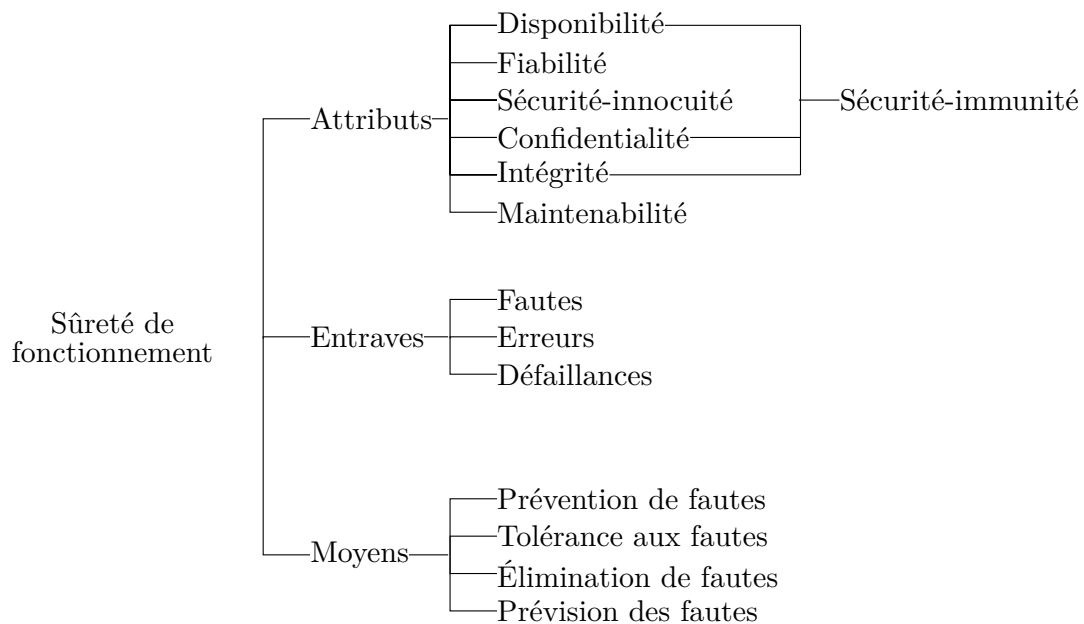 Disponibilité
Fiabilité
Sécurité-innocuité
Sécurité-immunité
Attributs
Confidentialité
Intégrité
Maintenabilité
Sûreté de
fonctionnement
Fautes
Entraves
Erreurs
Défaillances
Prévention de fautes
Tolérance aux fautes
Moyens
Élimination de fautes
Prévision des fautes